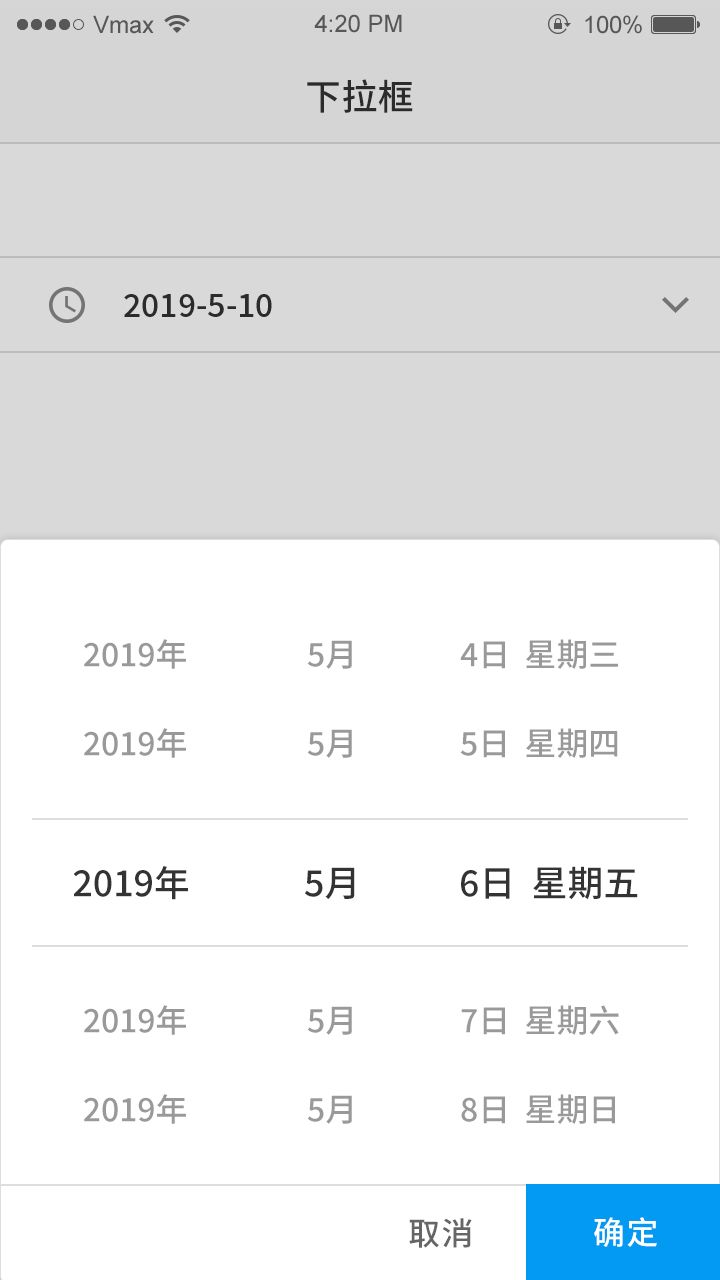 Vmax 4:20 PM 100%
下拉框
2019-5-10
2019年 5月 4日 星期三
2019年 5月 5日 星期四
2019年 5月 6日 星期五
2019年 5月 7日 星期六
2019年 5月 8日 星期日
取消 确定